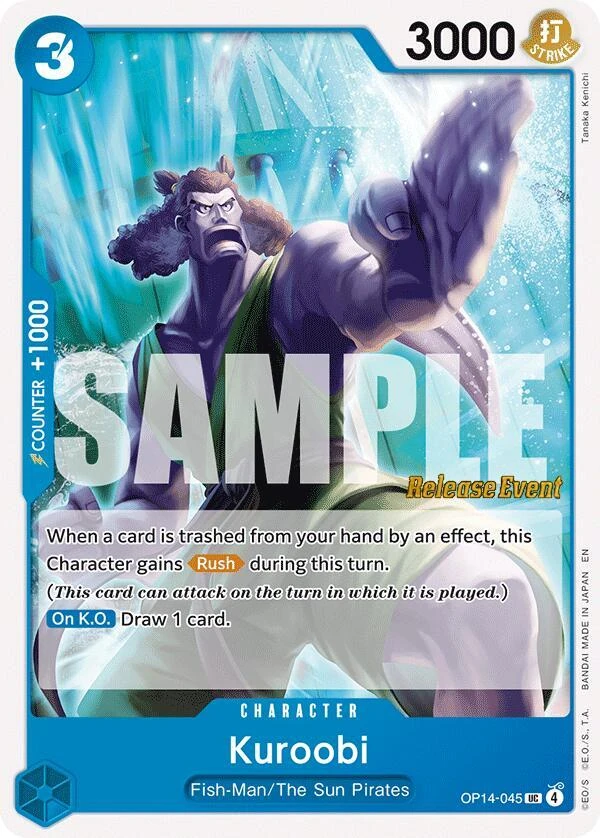 3
3000
打
STRIKE
Tanaka Kenichi
COUNTER +1000
SAMPLE
Release Event
When a card is trashed from your hand by an effect, this
Character gains Rush during this turn.
(This card can attack on the turn in which it is played.)
On K.O. Draw 1 card.
CHARACTER
Kuroobi
Fish-Man/The Sun Pirates
OP14-045 UC 4
©EO/S ©E.O./S., T.A. BANDAI MADE IN JAPAN EN